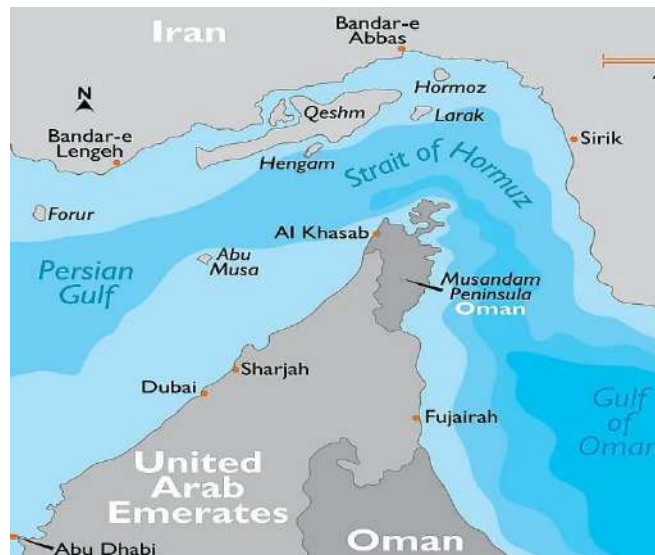 Iran
Bandar-e
Abbas
Hormoz
N
Qeshm
Larak
Bandar-e
Lengeh
Sirik
Hengam
Strait of Hormuz
Forur
Al Khasab
Abu
Musa
Persian
Gulf
Musandam
Peninsula
Oman
Sharjah
Dubai
Gulf
of
Oman
Fujairah
United
Arab
Emerates
Oman
Abu Dhabi